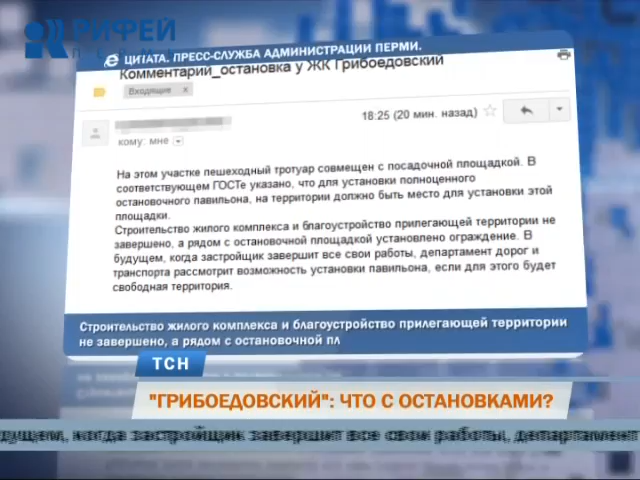 РИФЕЙ
ПЕРМЬ
ЦИТАТА. ПРЕСС-СЛУЖБА АДМИНИСТРАЦИИ ПЕРМИ.
Комментарий_остановка у ЖК Грибоедовский
Входящие x
18:25 (20 мин. назад)
кому: мне
На этом участке пешеходный тротуар совмещен с посадочной площадкой. В
соответствующем ГОСТе указано, что для установки полноценного
остановочного павильона, на территории должно быть место для установки этой
площадки.
Строительство жилого комплекса и благоустройство прилегающей территории не
завершено, а рядом с остановочной площадкой установлено ограждение. В
будущем, когда застройщик завершит все свои работы, департамент дорог и
транспорта рассмотрит возможность установки павильона, если для этого будет
свободная территория.
Строительство жилого комплекса и благоустройство прилегающей территории
не завершено, а рядом с остановочной пл
ТСН
"ГРИБОЕДОВСКИЙ": ЧТО С ОСТАНОВКАМИ?
дущем, когда застройщик завершит все свои работы, департамент